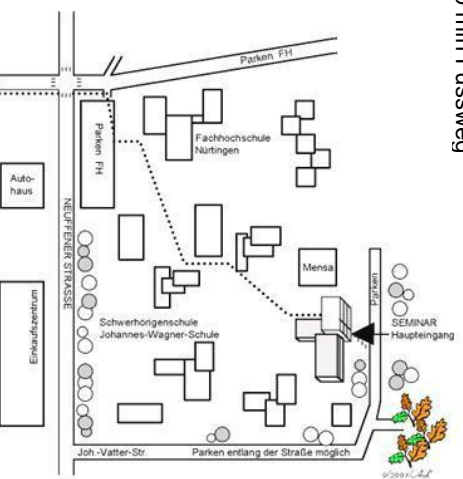 Parken FH
Parken FH
Fachhochschule
Nürtingen
Auto-
haus
NEUFFENER STRASSE
Mensa
Parken
Einkaufszentrum
Schwerhörigenschule
Johannes-Wagner-Schule
SEMINAR
Haupteingang
Joh.-Vatter-Str.
Parken entlang der Straße möglich
min Fussweg